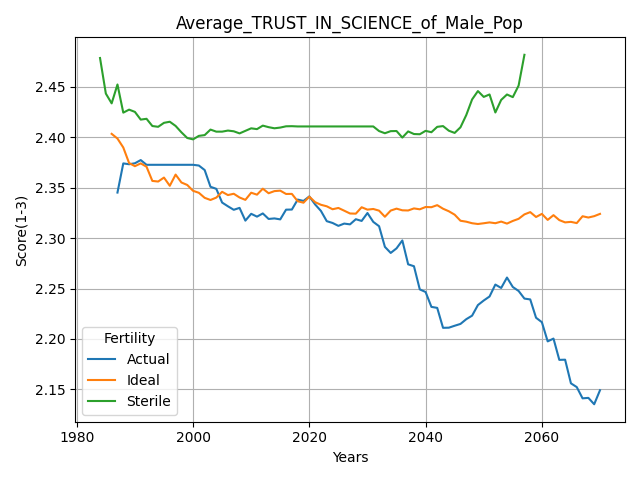 Average_TRUST_IN_SCIENCE_of_Male_Pop
Score(1-3)
2.45
2.40
2.35
2.30
2.25
2.20
2.15
Fertility
Actual
Ideal
Sterile
1980 2000 2020 2040 2060
Years